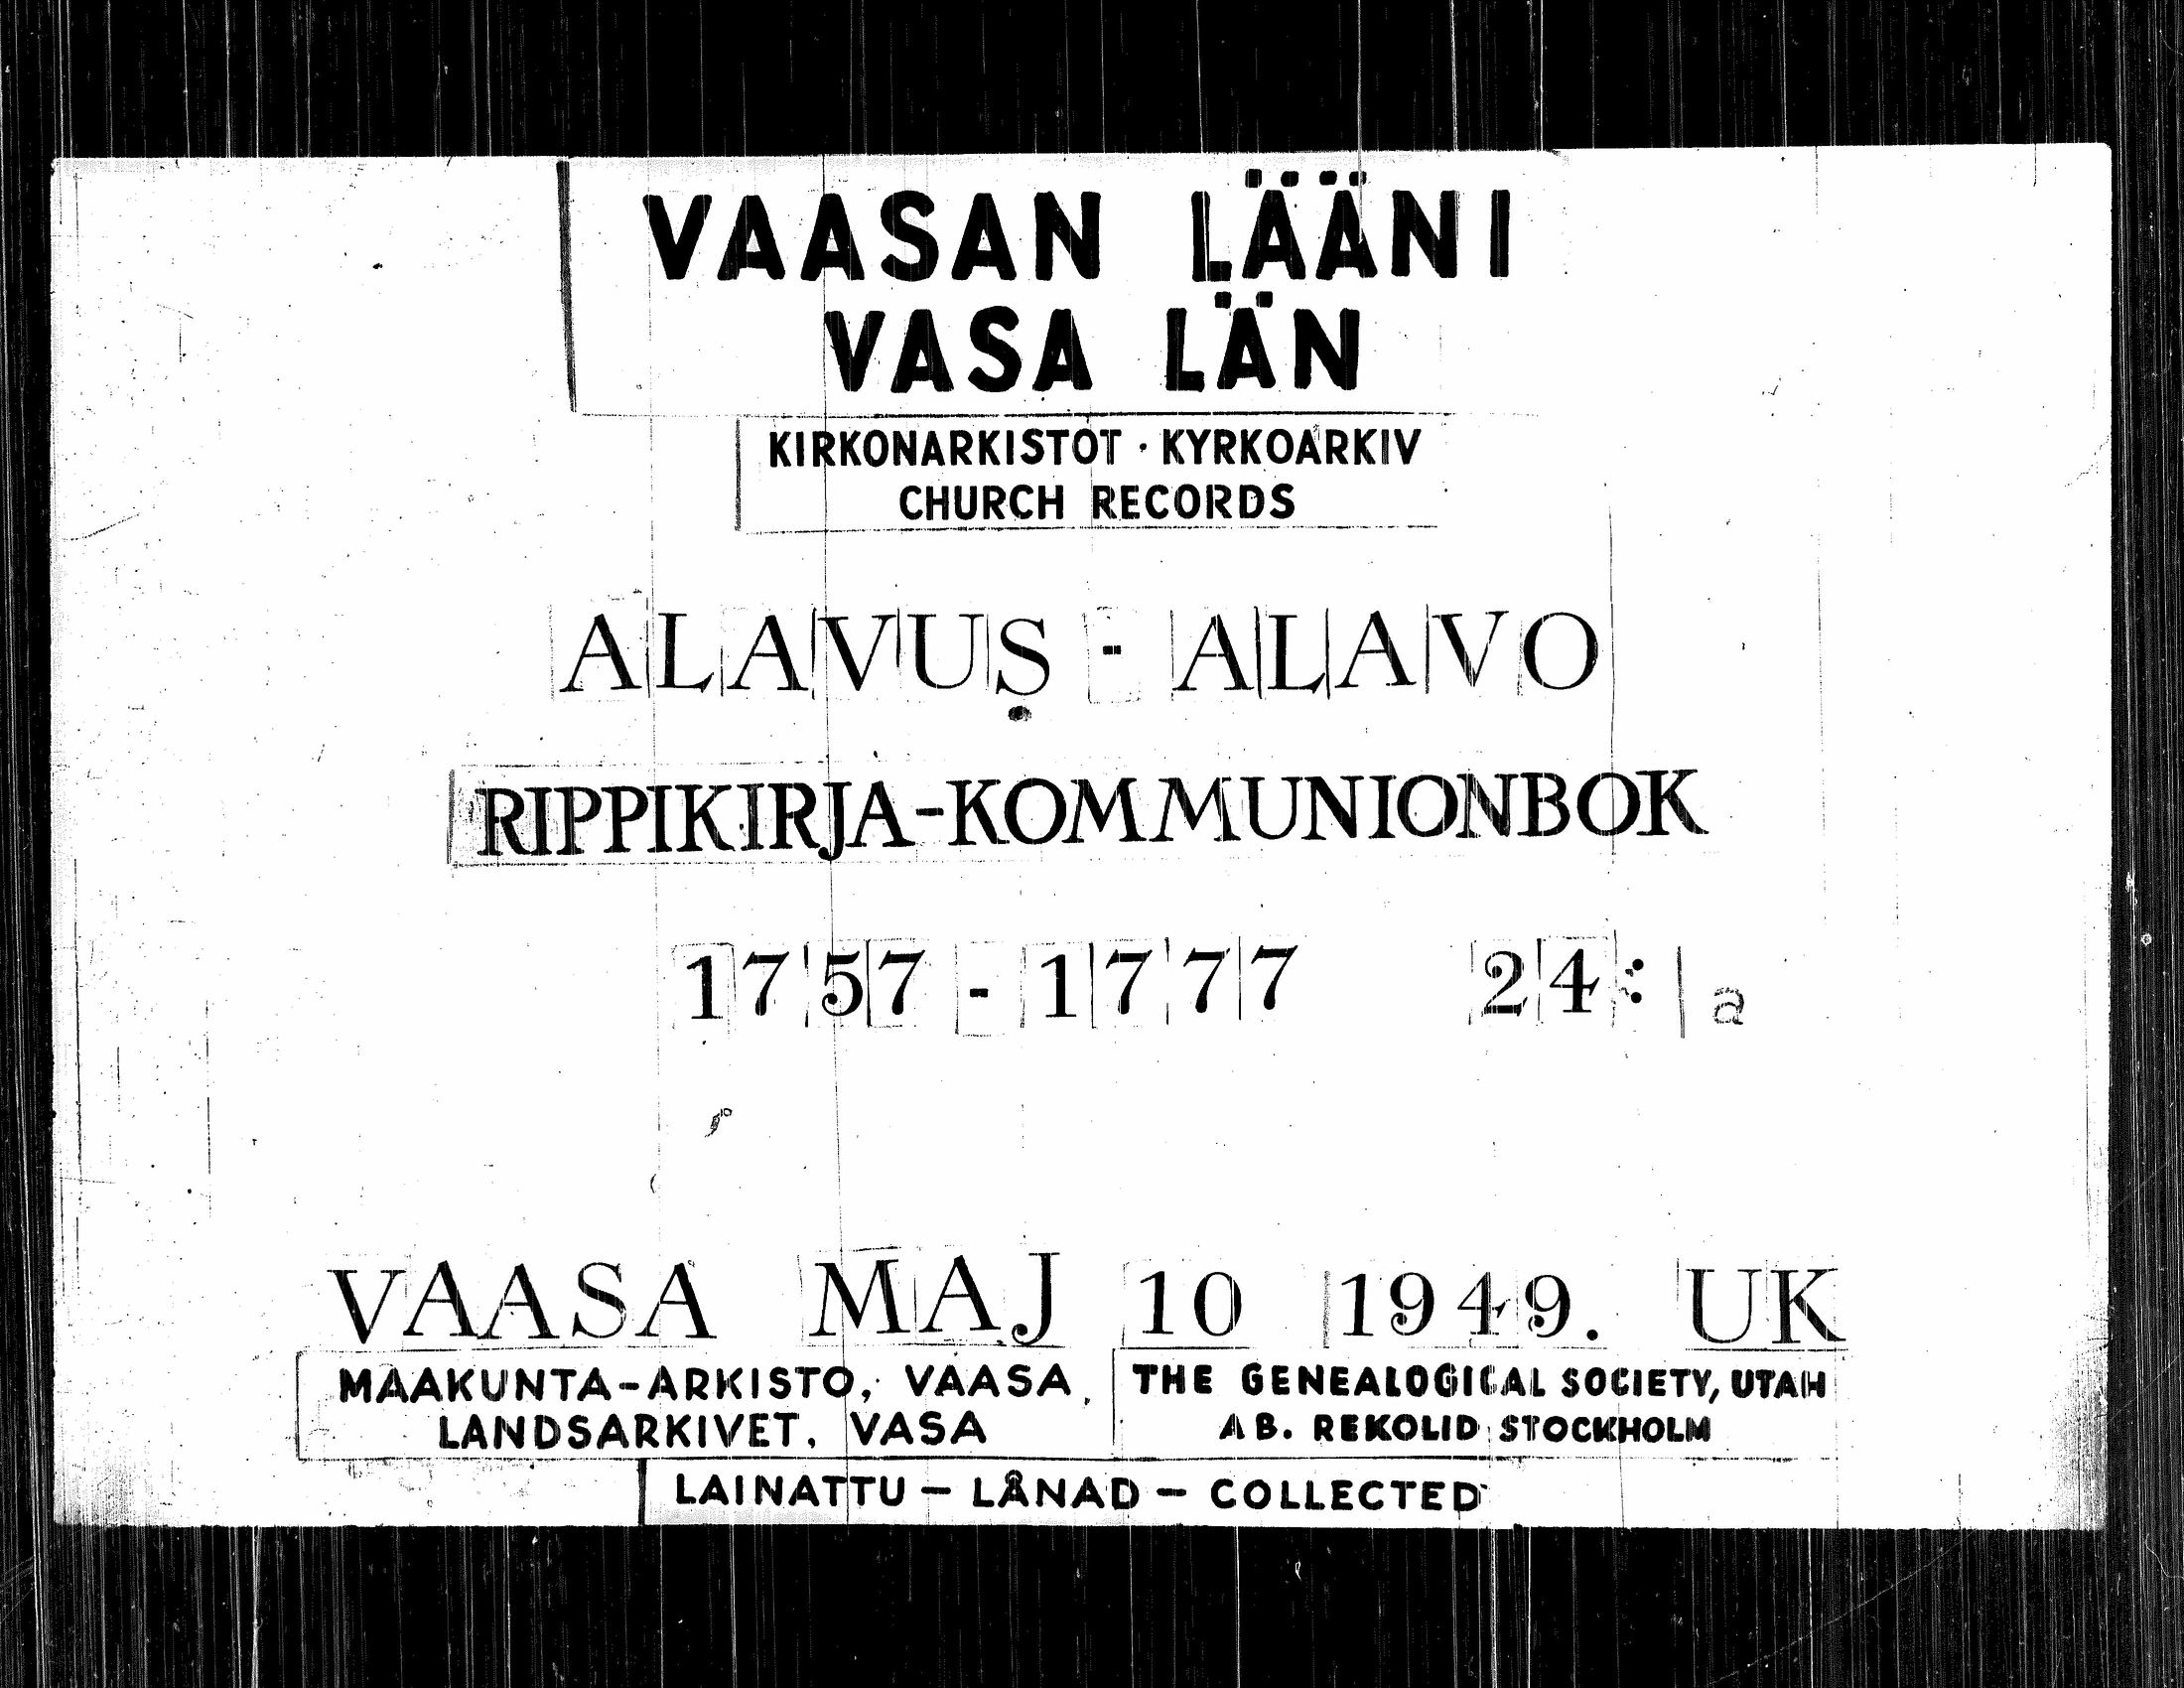 VAASAN LÄÄNI
VASA LÄN
KIRKONARKISTOT · KYRKOARKIV
CHURCH RECORDS
ALAVUS - ALAVO
RIPPIKIRJA-KOMMUNIONBOK
1757 - 1777 24: a
VAASA MAJ 10 1949. UK
MAAKUNTA-ARKISTO, VAASA,
LANDSARKIVET, VASA
THE GENEALOGICAL SOCIETY, UTAH
AB. REKOLID STOCKHOLM
LAINATTU - LÅNAD - COLLECTED